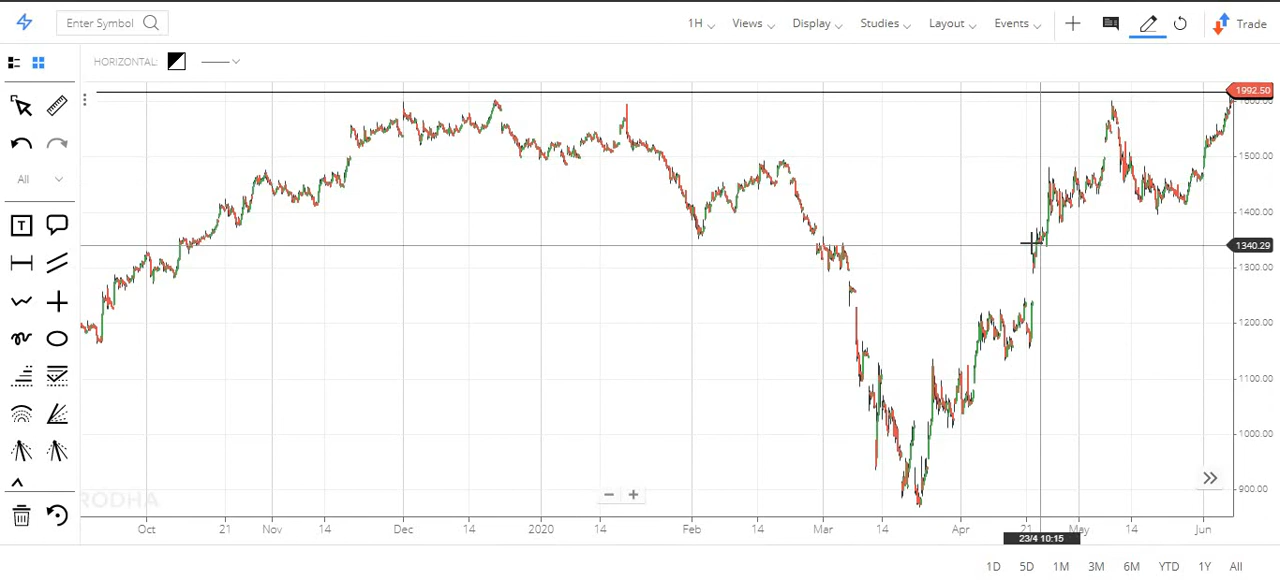 Enter Symbol
1H Views Display Studies Layout Events Trade
HORIZONTAL:
All
T
1992.50
1500.00
1400.00
1340.29
1300.00
1200.00
1100.00
1000.00
900.00
RODHA
Oct 21 Nov 14 Dec 14 2020 14 Feb 14 Mar 14 Apr 21 May 14 Jun
23/4 10:15
1D 5D 1M 3M 6M YTD 1Y All